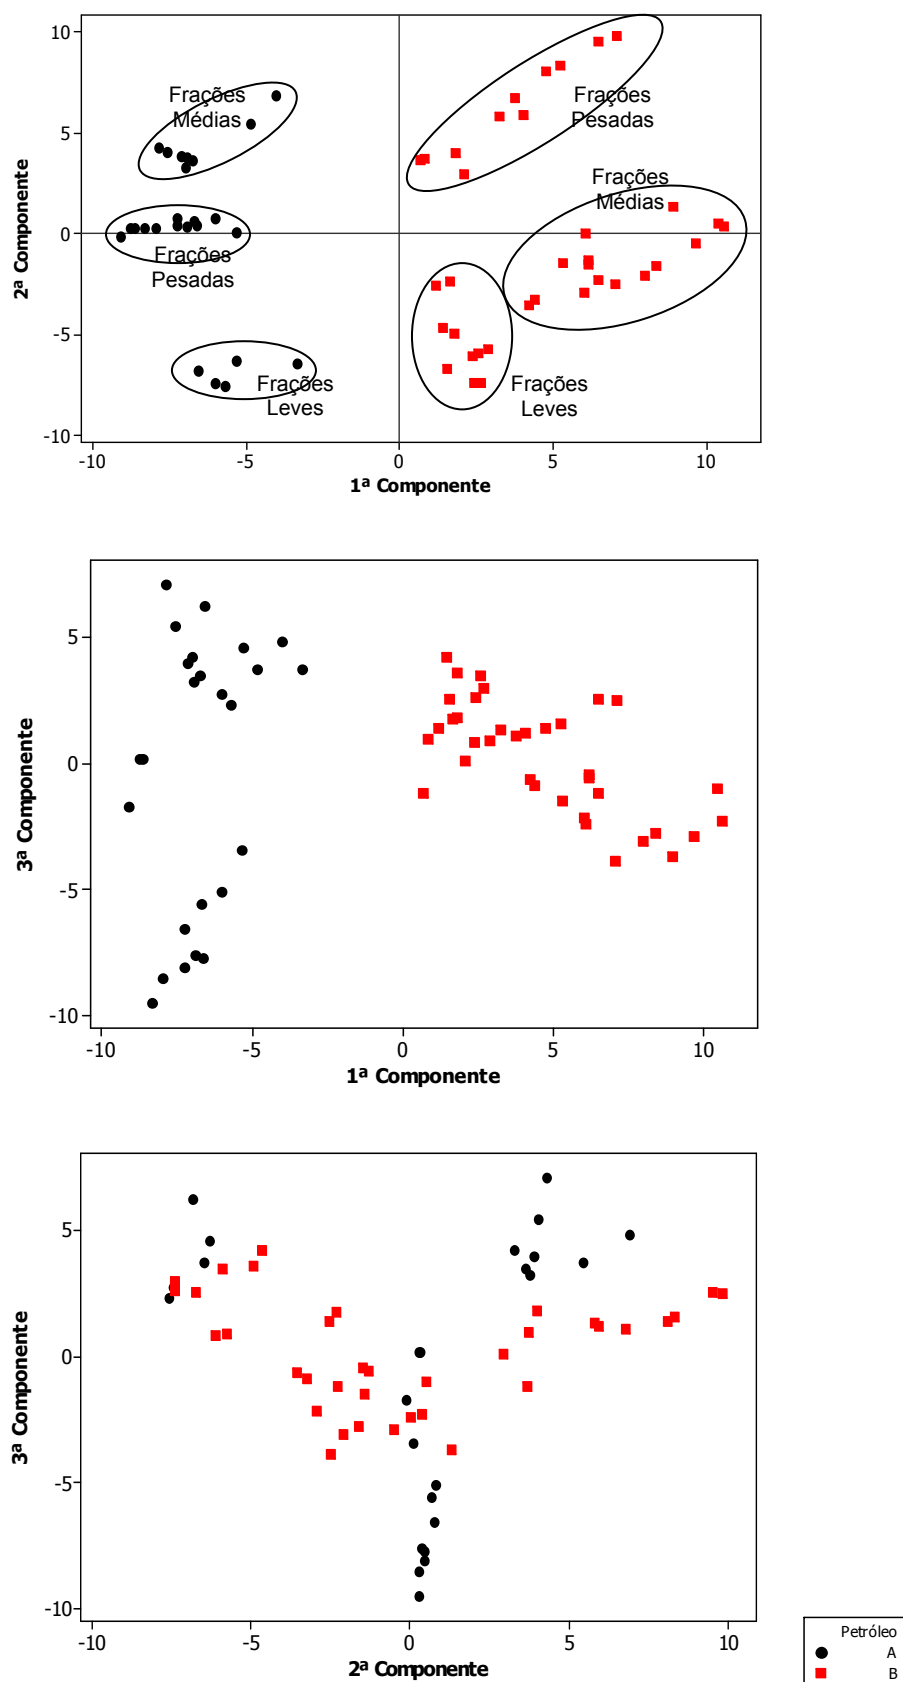 10
5
0
-5
-10
2ª Componente
Frações
Médias
Frações
Pesadas
Frações
Médias
Frações
Pesadas
Frações
Leves
Frações
Leves
-10
-5
0
5
10
1ª Componente
5
0
-5
-10
3ª Componente
-10
-5
0
5
10
1ª Componente
5
0
-5
-10
3ª Componente
-10
-5
0
5
10
2ª Componente
Petróleo
A
B